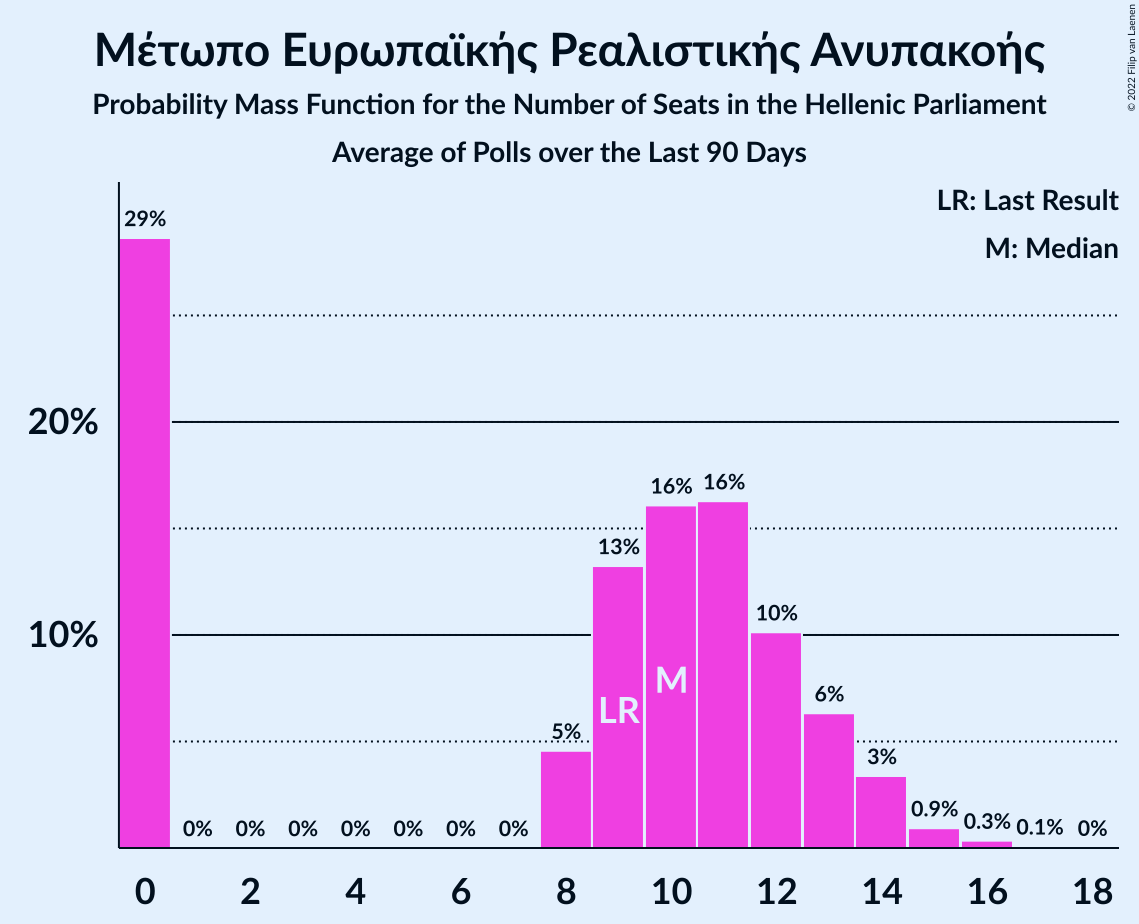 Μέτωπο Ευρωπαϊκής Ρεαλιστικής Ανυπακοής
Probability Mass Function for the Number of Seats in the Hellenic Parliament
Average of Polls over the Last 90 Days
© 2022 Filip van Laenen
LR: Last Result
M: Median
29%
20%
16% 16%
13%
10%
10%
6%
LR M
5%
3%
0% 0% 0% 0% 0% 0% 0% 0.9% 0.3% 0.1% 0%
0 2 4 6 8 10 12 14 16 18